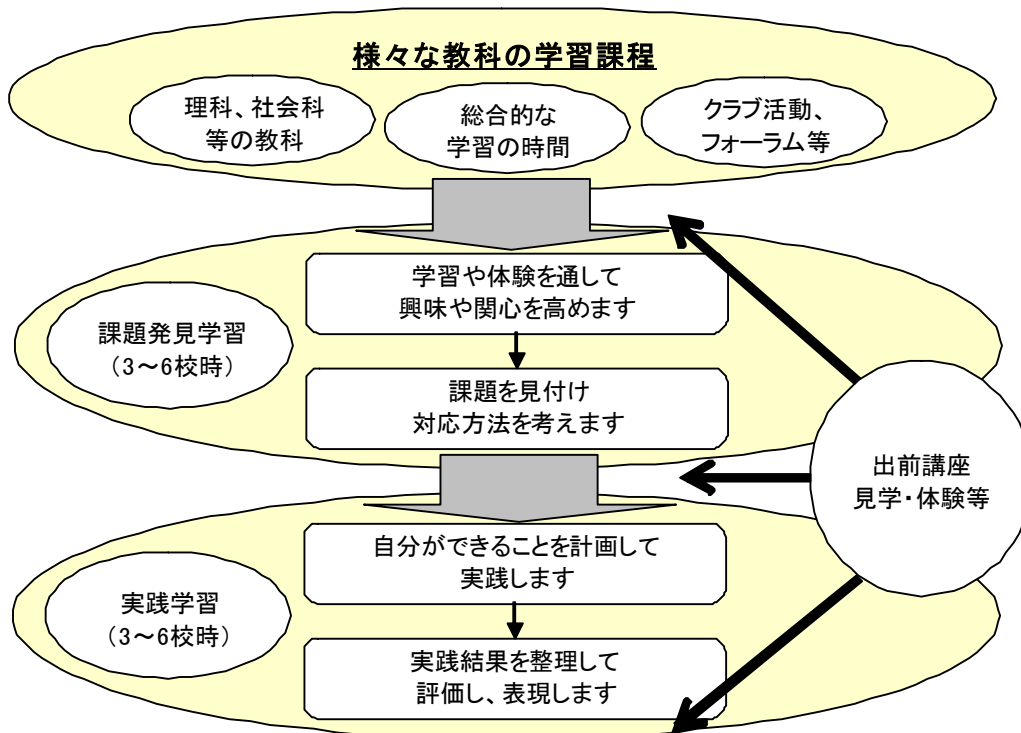 様々な教科の学習課程
理科、社会科
等の教科
総合的な
学習の時間
クラブ活動、
フォーラム等
学習や体験を通して
興味や関心を高めます
課題発見学習
（3～6校時）
課題を見付け
対応方法を考えます
出前講座
見学・体験等
自分ができることを計画して
実践します
実践学習
（3～6校時）
実践結果を整理して
評価し、表現します